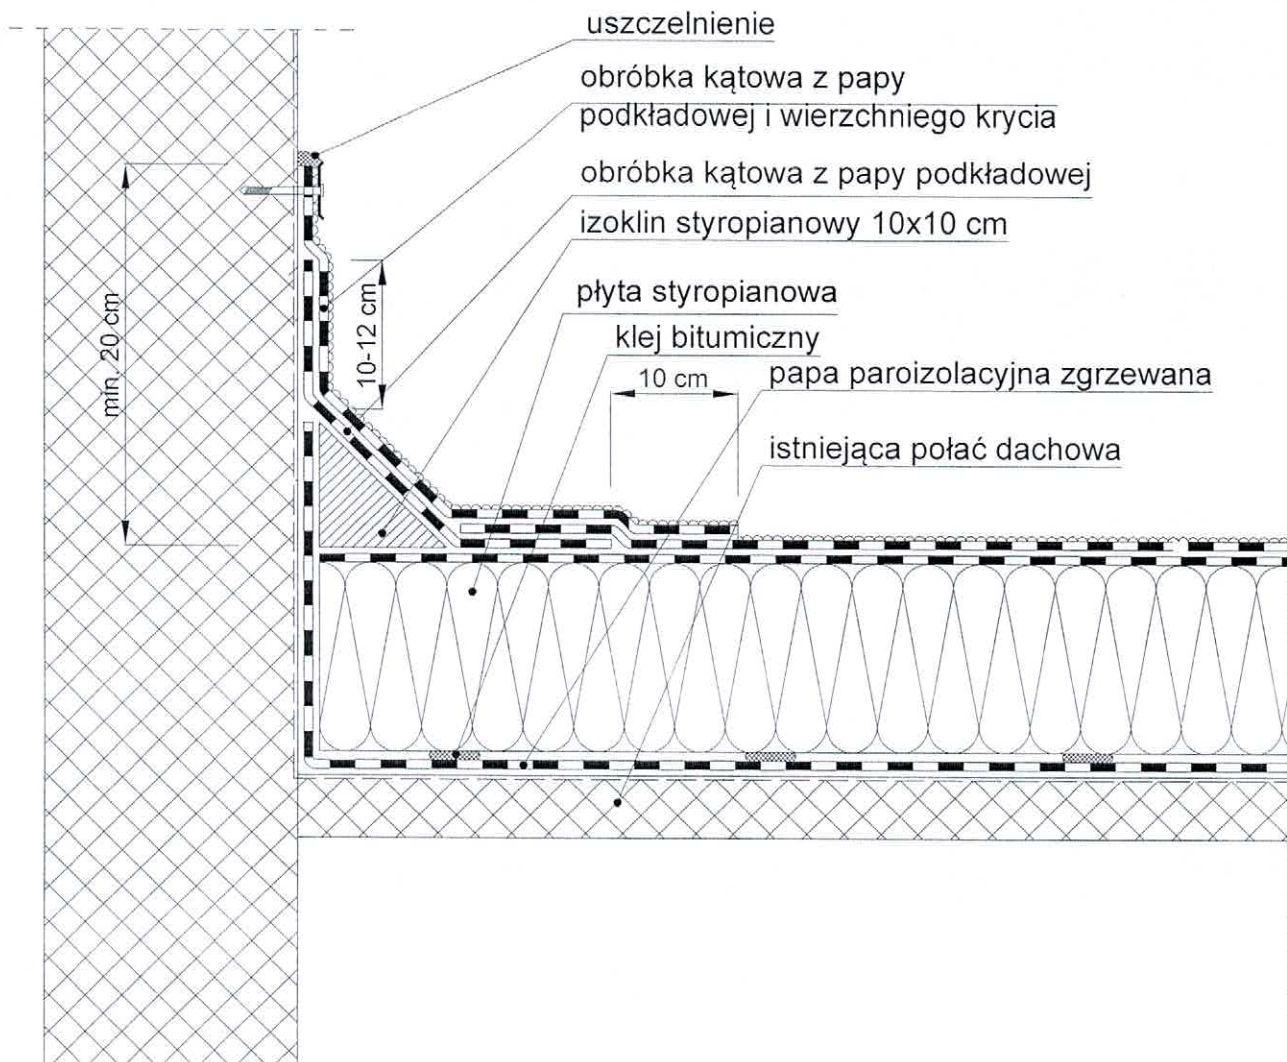 uszczelnienie
obróbka kątowa z papy
podkładowej i wierzchniego krycia
obróbka kątowa z papy podkładowej
izoklin styropianowy 10x10 cm
płyta styropianowa
klej bitumiczny
10 cm
papa paroizolacyjna zgrzewana
istniejąca połać dachowa
min. 20 cm
10-12 cm